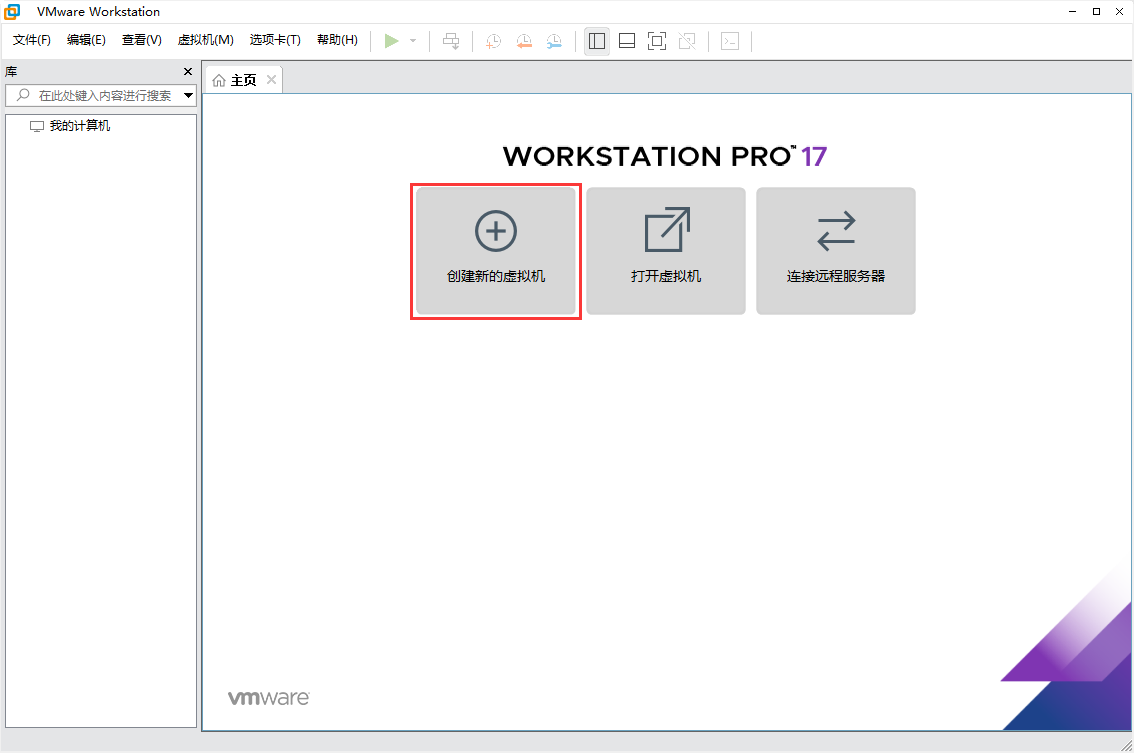 VMware Workstation
文件(F) 编辑(E) 查看(V) 虚拟机(M) 选项卡(T) 帮助(H)
库
主页
在此处键入内容进行搜索
我的计算机
WORKSTATION PRO™ 17
创建新的虚拟机 打开虚拟机 连接远程服务器
vmware